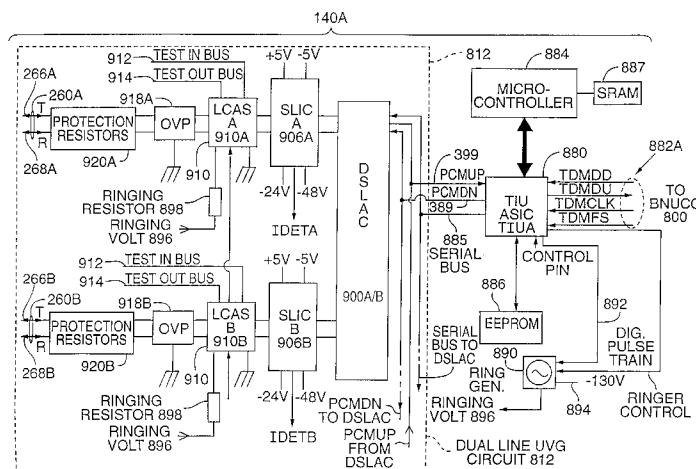 140A
912 TEST IN BUS
914 TEST OUT BUS
+5V -5V
812
884
MICRO-
CONTROLLER
887
SRAM
266A
260A
T
R
268A
PROTECTION
RESISTORS
920A
918A
OVP
LCAS
A
910A
910
SLIC
A
906A
-24V
-48V
IDETA
RINGING
RESISTOR 898
RINGING
VOLT 896
DSLAC
900A/B
399
PCMUP
PCMDN
389
885
SERIAL
BUS
880
TIU
ASIC
TIUA
CONTROL
PIN
TDMDD
TDMDU
TDMCLK
TDMFS
882A
TO
BNUCC
800
912 TEST IN BUS
914 TEST OUT BUS
+5V -5V
266B
260B
T
R
268B
PROTECTION
RESISTORS
920B
918B
OVP
LCAS
B
910B
910
SLIC
B
906B
-24V
-48V
IDETB
RINGING
RESISTOR 898
RINGING
VOLT 896
886
EEPROM
892
SERIAL
BUS TO
DSLAC
890
RING
GEN.
DIG.
PULSE
TRAIN
-130V
894
RINGER
CONTROL
RINGING
VOLT 896
PCMDN
TO DSLAC
PCMUP
FROM
DSLAC
DUAL LINE UVG
CIRCUIT 812